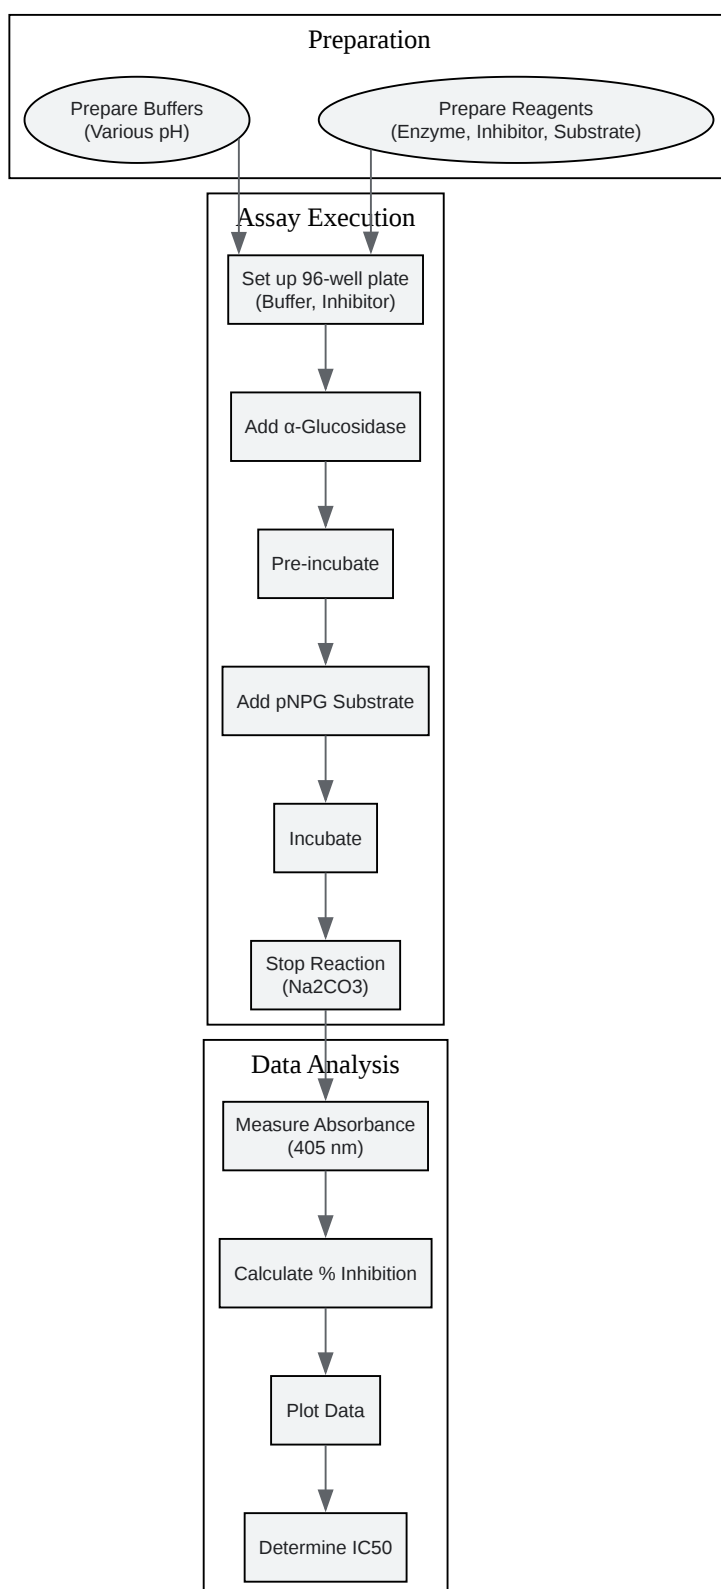 Preparation
Prepare Buffers
(Various pH)
Prepare Reagents
(Enzyme, Inhibitor, Substrate)
Assay Execution
Set up 96-well plate
(Buffer, Inhibitor)
Add α-Glucosidase
Pre-incubate
Add pNPG Substrate
Incubate
Stop Reaction
(Na2CO3)
Data Analysis
Measure Absorbance
(405 nm)
Calculate % Inhibition
Plot Data
Determine IC50